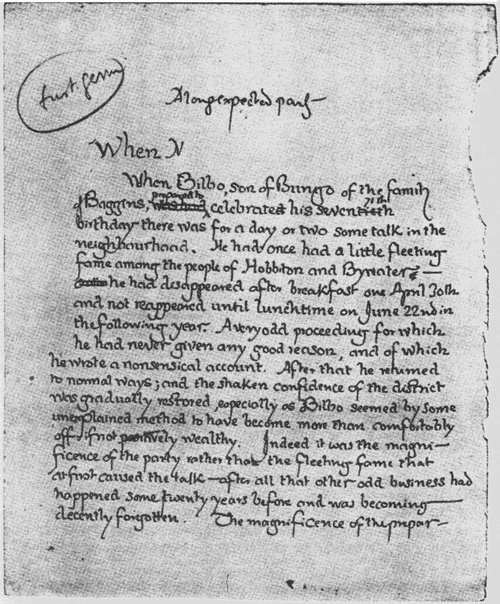 first germ
A long expected party
When N
When Bilbo, son of Bungo of the family
of Baggins, prepared to celebrated his seventieth 71th
birthday there was for a day or two some talk in the
neighbourhood. He had once had a little fleeting
fame among the people of Hobbiton and Bywater —
he had disappeared after breakfast one April 30th
and not reappeared until lunchtime on June 22nd in
the following year. A very odd proceeding for which
he had never given any good reason, and of which
he wrote a nonsensical account. After that he returned
to normal ways; and the shaken confidence of the district
was gradually restored, especially as Bilbo seemed by some
unexplained method to have become more than comfortably
off, if not positively wealthy. Indeed it was the magni-
ficence of the party rather than the fleeting fame that
at first caused the talk — after all that other odd business had
happened some twenty years before and was becoming
decently forgotten. The magnificence of the prepar-